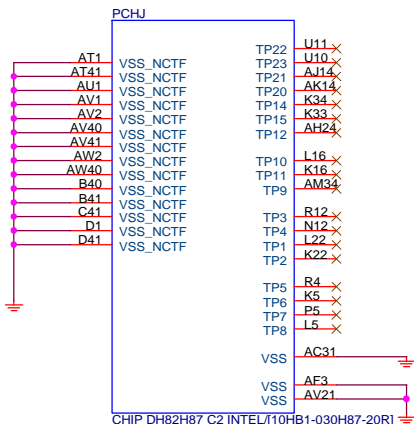 PCHJ
AT1 VSS_NCTF
AT41 VSS_NCTF
AU1 VSS_NCTF
AV1 VSS_NCTF
AV2 VSS_NCTF
AV40 VSS_NCTF
AV41 VSS_NCTF
AW2 VSS_NCTF
AW40 VSS_NCTF
B40 VSS_NCTF
B41 VSS_NCTF
C41 VSS_NCTF
D1 VSS_NCTF
D41 VSS_NCTF
TP22 U11
TP23 U10
TP21 AJ14
TP20 AK14
TP14 K34
TP15 K33
TP12 AH24
TP10 L16
TP11 K16
TP9 AM34
TP3 R12
TP4 N12
TP1 L22
TP2 K22
TP5 R4
TP6 K5
TP7 P5
TP8 L5
VSS AC31
VSS AF3
VSS AV21
CHIP DH82H87 C2 INTEL/[10HB1-030H87-20R]